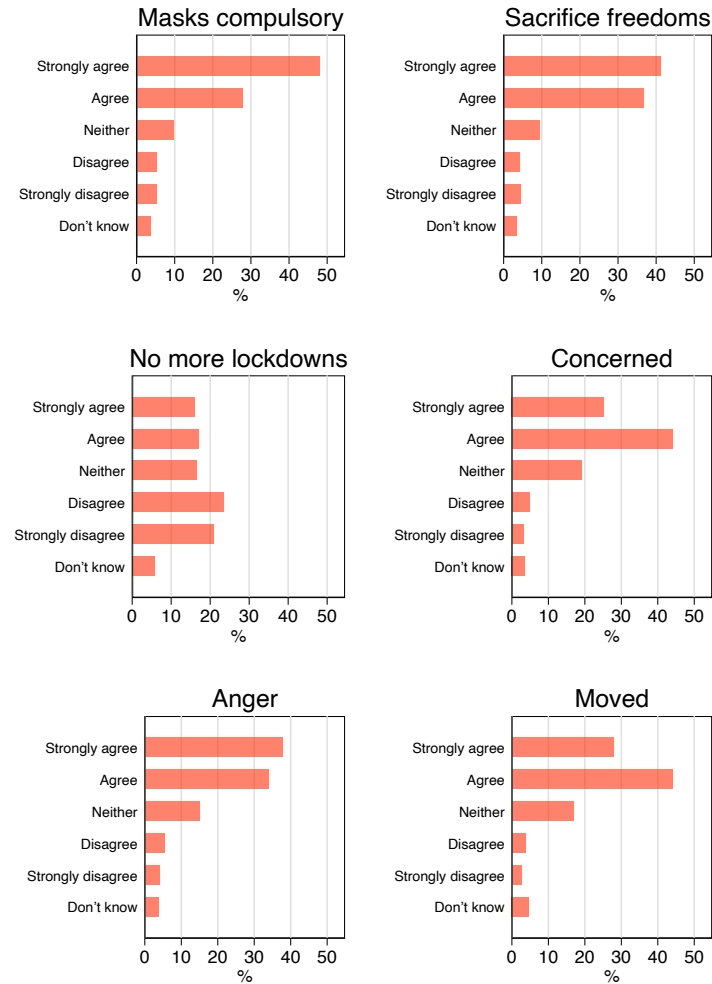 Masks compulsory
Strongly agree
Agree
Neither
Disagree
Strongly disagree
Don't know
0 10 20 30 40 50
%
Sacrifice freedoms
Strongly agree
Agree
Neither
Disagree
Strongly disagree
Don't know
0 10 20 30 40 50
%
No more lockdowns
Strongly agree
Agree
Neither
Disagree
Strongly disagree
Don't know
0 10 20 30 40 50
%
Concerned
Strongly agree
Agree
Neither
Disagree
Strongly disagree
Don't know
0 10 20 30 40 50
%
Anger
Strongly agree
Agree
Neither
Disagree
Strongly disagree
Don't know
0 10 20 30 40 50
%
Moved
Strongly agree
Agree
Neither
Disagree
Strongly disagree
Don't know
0 10 20 30 40 50
%